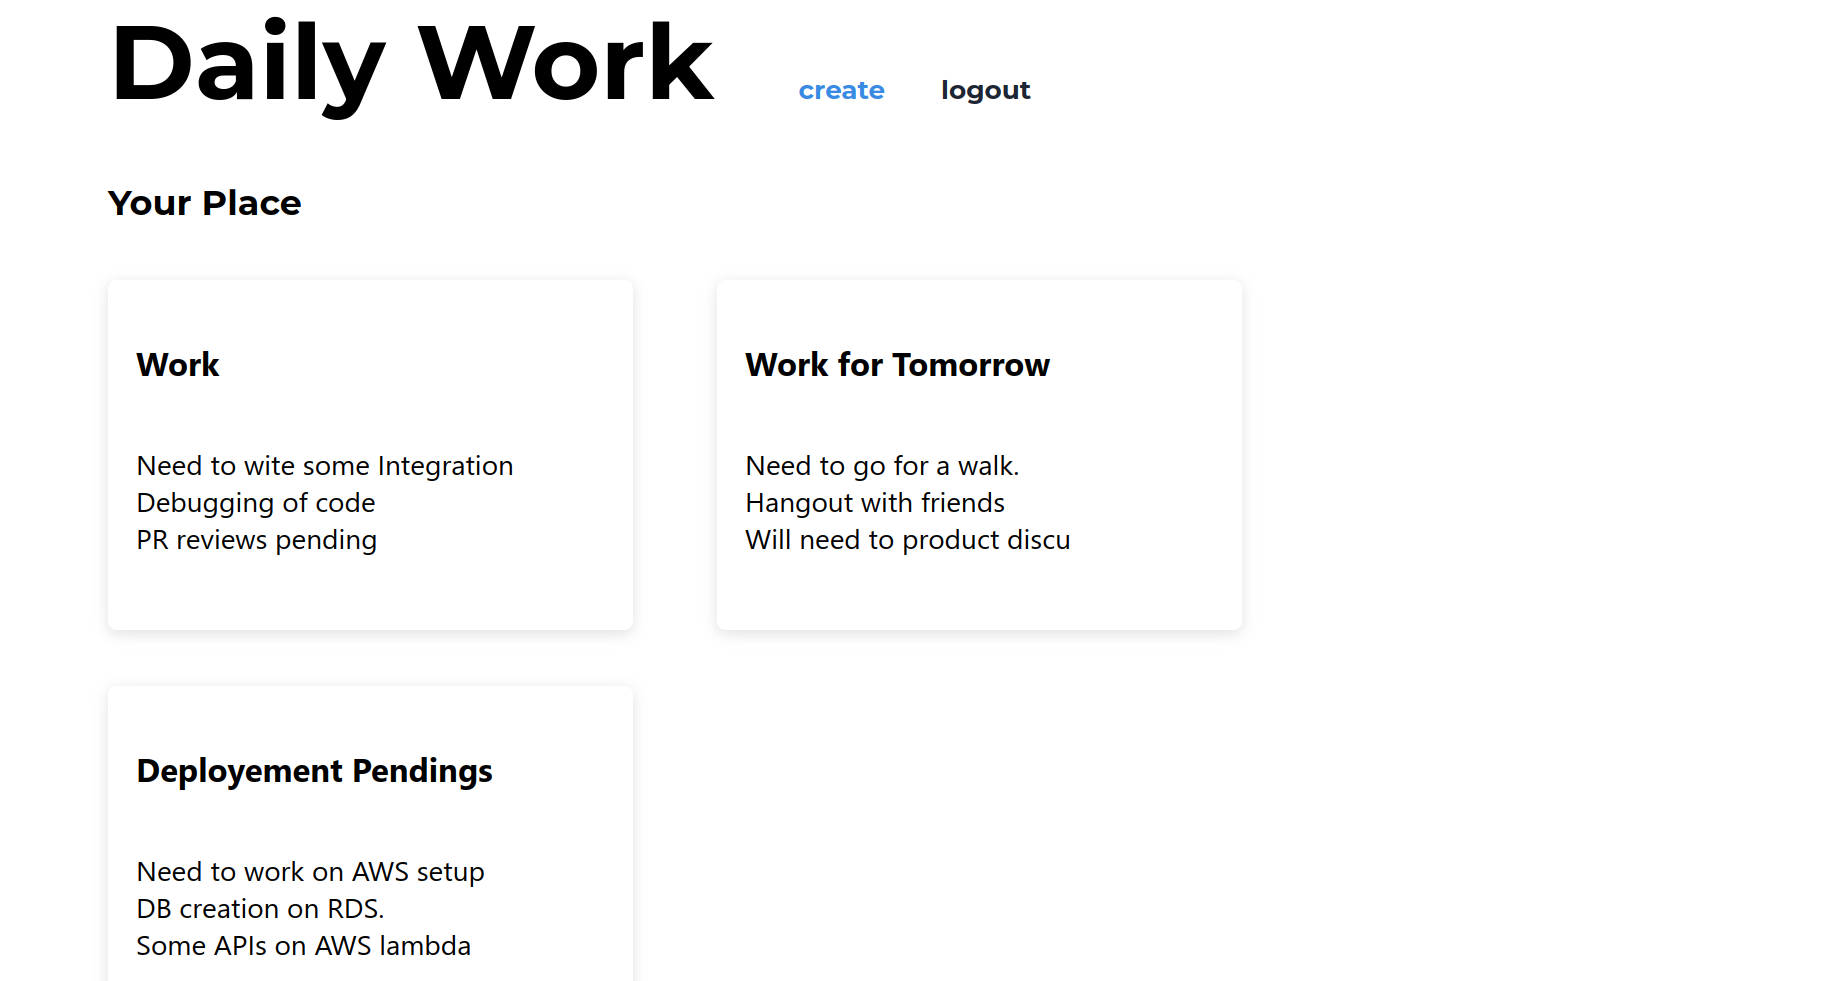 Daily Work
create
logout
Your Place
Work
Need to wite some Integration
Debugging of code
PR reviews pending
Work for Tomorrow
Need to go for a walk.
Hangout with friends
Will need to product discu
Deployement Pendings
Need to work on AWS setup
DB creation on RDS.
Some APIs on AWS lambda